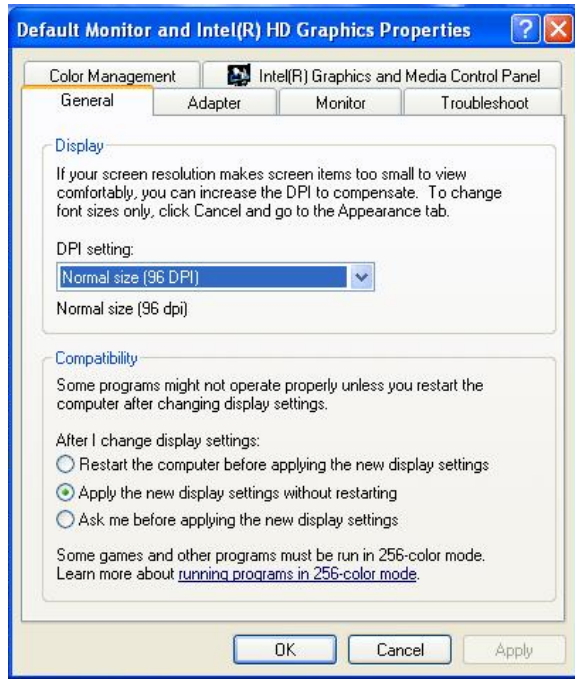 Default Monitor and Intel(R) HD Graphics Properties
Color Management
Intel(R) Graphics and Media Control Panel
General
Adapter
Monitor
Troubleshoot
Display
If your screen resolution makes screen items too small to view
comfortably, you can increase the DPI to compensate. To change
font sizes only, click Cancel and go to the Appearance tab.
DPI setting:
Normal size (96 DPI)
Normal size (96 dpi)
Compatibility
Some programs might not operate properly unless you restart the
computer after changing display settings.
After I change display settings:
Restart the computer before applying the new display settings
Apply the new display settings without restarting
Ask me before applying the new display settings
Some games and other programs must be run in 256-color mode.
Learn more about running programs in 256-color mode.
OK
Cancel
Apply